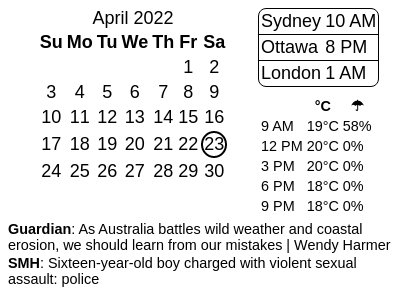 April 2022
Su Mo Tu We Th Fr Sa
1 2
3 4 5 6 7 8 9
10 11 12 13 14 15 16
17 18 19 20 21 22 23
24 25 26 27 28 29 30
Sydney 10 AM
Ottawa 8 PM
London 1 AM
°C ☂
9 AM 19°C 58%
12 PM 20°C 0%
3 PM 20°C 0%
6 PM 18°C 0%
9 PM 18°C 0%
Guardian: As Australia battles wild weather and coastal
erosion, we should learn from our mistakes | Wendy Harmer
SMH: Sixteen-year-old boy charged with violent sexual
assault: police